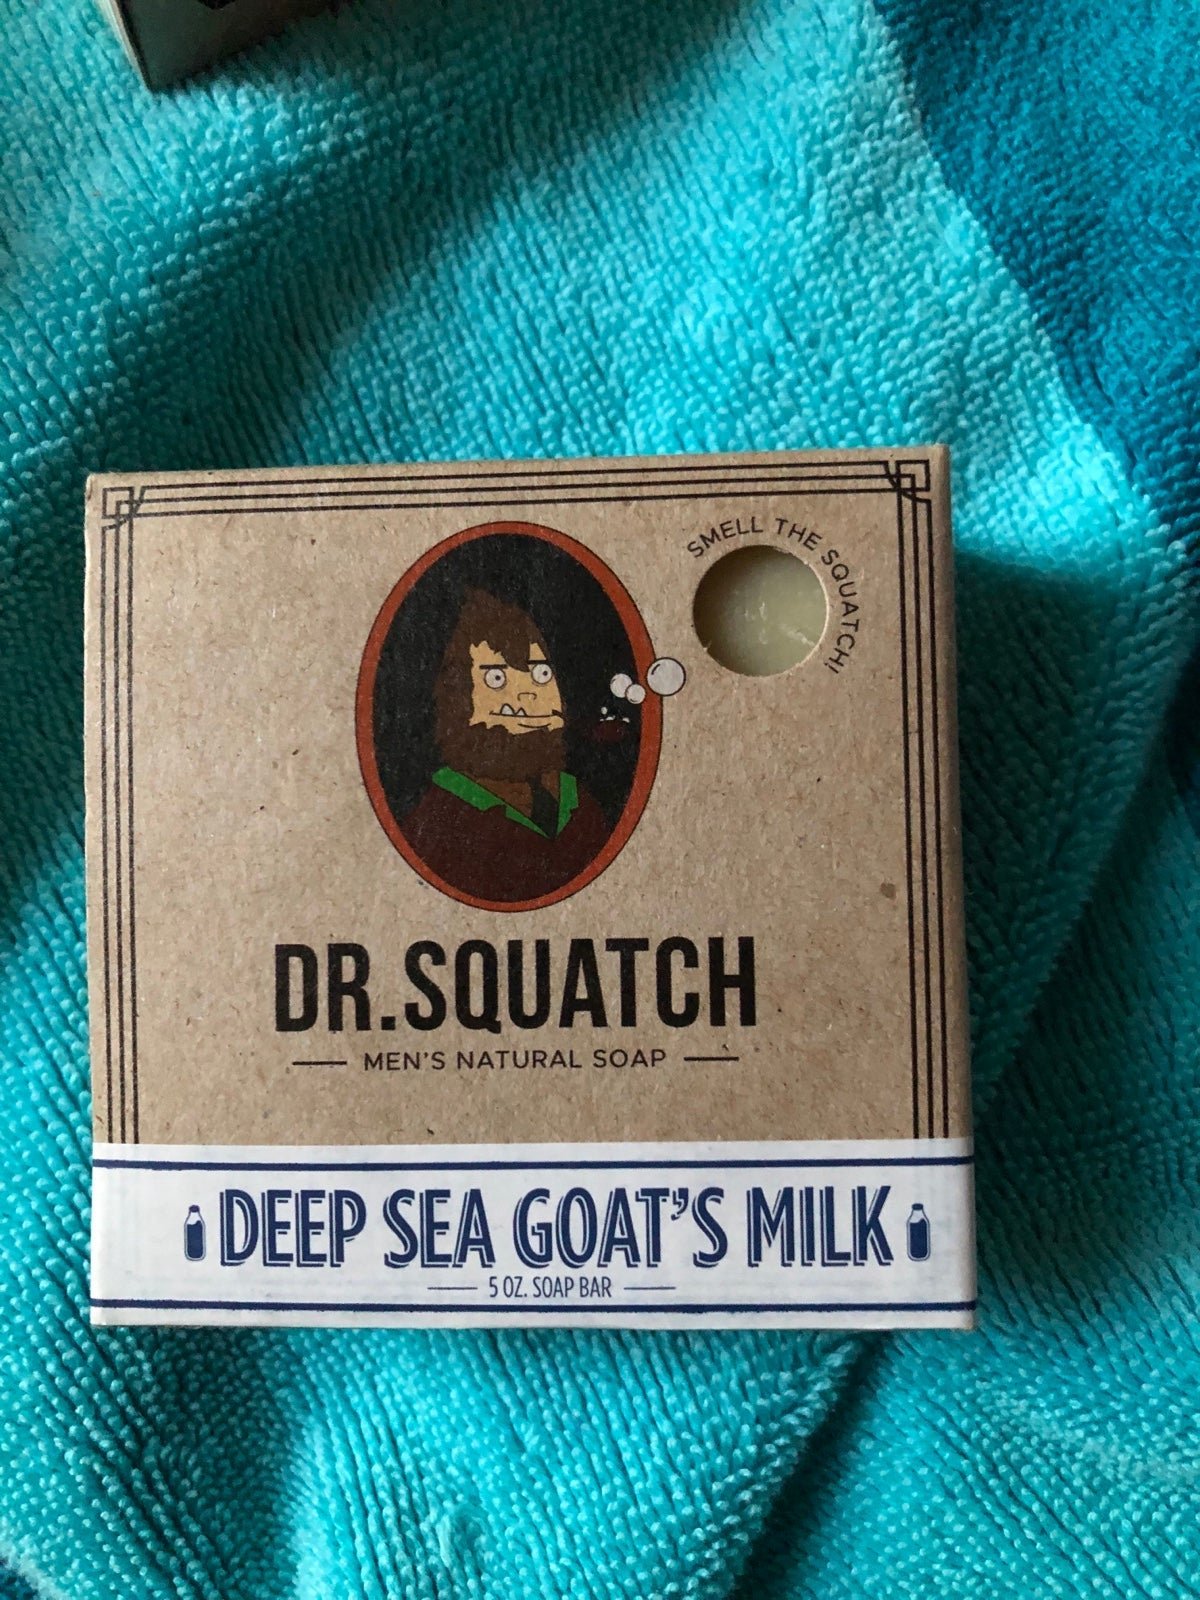 SMELL THE SQUATCH!
DR.SQUATCH
MEN'S NATURAL SOAP
DEEP SEA GOAT'S MILK
5 OZ. SOAP BAR